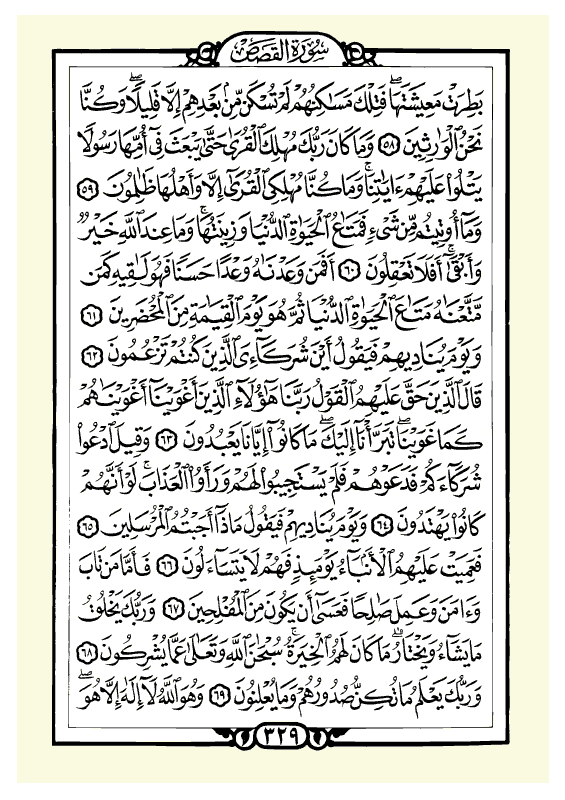 سورة القصص
بَطِرَتْ مَعِيشَتَهَا ۖ فَتِلْكَ مَسَاكِنُهُمْ لَمْ تُسْكَنْ مِّنْ بَعْدِهِمْ إِلَّا قَلِيلًا ۖ وَكُنَّا
نَحْنُ ٱلْوَارِثِينَ ٥٨ وَمَا كَانَ رَبُّكَ مُهْلِكَ ٱلْقُرَىٰ حَتَّىٰ يَبْعَثَ فِىٓ أُمِّهَا رَسُولًا
يَتْلُوا۟ عَلَيْهِمْ ءَايَٰتِنَا ۚ وَمَا كُنَّا مُهْلِكِى ٱلْقُرَىٰٓ إِلَّا وَأَهْلُهَا ظَٰلِمُونَ ٥٩
وَمَآ أُوتِيتُم مِّن شَىْءٍ فَمَتَٰعُ ٱلْحَيَوٰةِ ٱلدُّنْيَا وَزِينَتُهَا ۚ وَمَا عِندَ ٱللَّهِ خَيْرٌ
وَأَبْقَىٰٓ ۚ أَفَلَا تَعْقِلُونَ ٦٠ أَفَمَن وَعَدْنَٰهُ وَعْدًا حَسَنًا فَهُوَ لَٰقِيهِ كَمَن
مَّتَّعْنَٰهُ مَتَٰعَ ٱلْحَيَوٰةِ ٱلدُّنْيَا ثُمَّ هُوَ يَوْمَ ٱلْقِيَٰمَةِ مِنَ ٱلْمُحْضَرِينَ ٦١
وَيَوْمَ يُنَادِيهِمْ فَيَقُولُ أَيْنَ شُرَكَآءِىَ ٱلَّذِينَ كُنتُمْ تَزْعُمُونَ ٦٢
قَالَ ٱلَّذِينَ حَقَّ عَلَيْهِمُ ٱلْقَوْلُ رَبَّنَا هَٰٓؤُلَآءِ ٱلَّذِينَ أَغْوَيْنَآ أَغْوَيْنَٰهُمْ
كَمَا غَوَيْنَا ۖ تَبَرَّأْنَآ إِلَيْكَ ۖ مَا كَانُوٓا۟ إِيَّانَا يَعْبُدُونَ ٦٣ وَقِيلَ ٱدْعُوا۟
شُرَكَآءَكُمْ فَدَعَوْهُمْ فَلَمْ يَسْتَجِيبُوا۟ لَهُمْ وَرَأَوُا۟ ٱلْعَذَابَ ۚ لَوْ أَنَّهُمْ
كَانُوا۟ يَهْتَدُونَ ٦٤ وَيَوْمَ يُنَادِيهِمْ فَيَقُولُ مَاذَآ أَجَبْتُمُ ٱلْمُرْسَلِينَ ٦٥
فَعَمِيَتْ عَلَيْهِمُ ٱلْأَنۢبَآءُ يَوْمَئِذٍ فَهُمْ لَا يَتَسَآءَلُونَ ٦٦ فَأَمَّا مَن تَابَ
وَءَامَنَ وَعَمِلَ صَٰلِحًا فَعَسَىٰٓ أَن يَكُونَ مِنَ ٱلْمُفْلِحِينَ ٦٧ وَرَبُّكَ يَخْلُقُ
مَا يَشَآءُ وَيَخْتَارُ ۗ مَا كَانَ لَهُمُ ٱلْخِيَرَةُ ۚ سُبْحَٰنَ ٱللَّهِ وَتَعَٰلَىٰ عَمَّا يُشْرِكُونَ ٦٨
وَرَبُّكَ يَعْلَمُ مَا تُكِنُّ صُدُورُهُمْ وَمَا يُعْلِنُونَ ٦٩ وَهُوَ ٱللَّهُ لَآ إِلَٰهَ إِلَّا هُوَ ۖ
٣٢٩